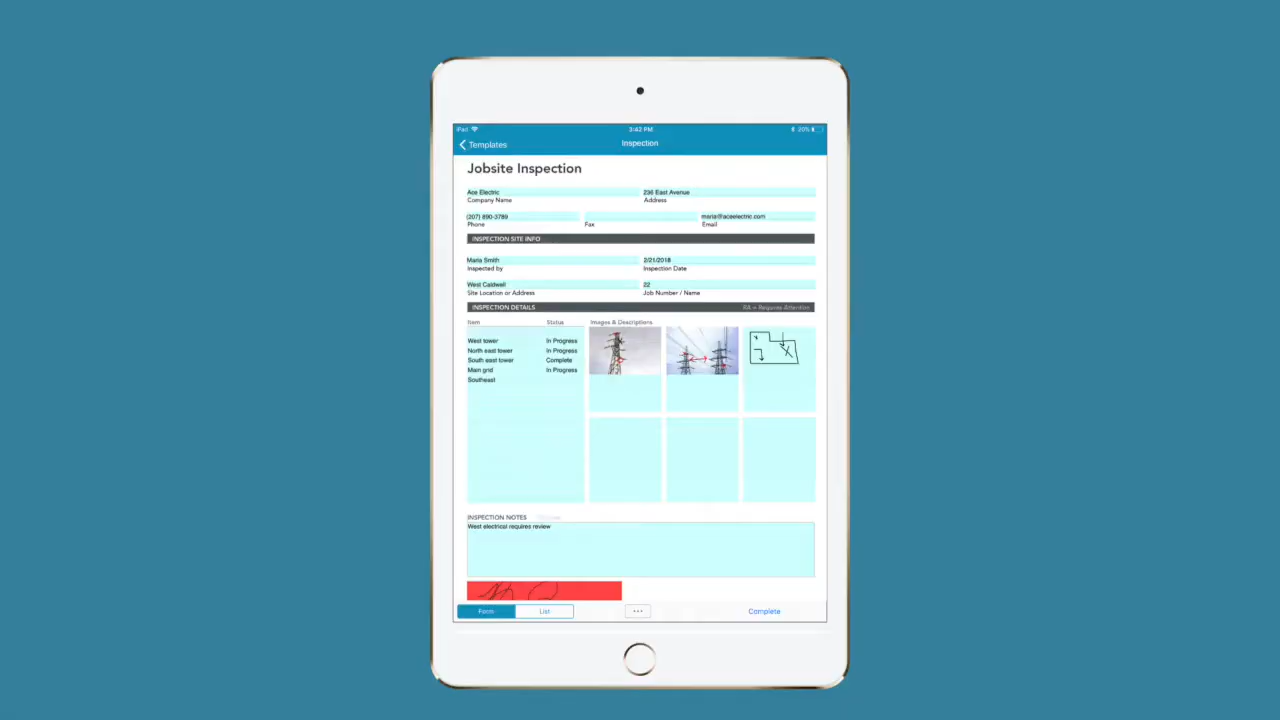 iPad 3:42 PM 20%
Templates Inspection
Jobsite Inspection
Ace Electric 236 East Avenue
Company Name Address
(207) 890-3789 maria@aceelectric.com
Phone Fax Email
INSPECTION SITE INFO
Maria Smith 2/21/2018
Inspected by Inspection Date
West Caldwell 22
Site Location or Address Job Number / Name
INSPECTION DETAILS RA = Requires Attention
Item Status Images & Descriptions
West tower In Progress
North east tower In Progress
South east tower Complete
Main grid In Progress
Southeast
INSPECTION NOTES
West electrical requires review
Form List ••• Complete